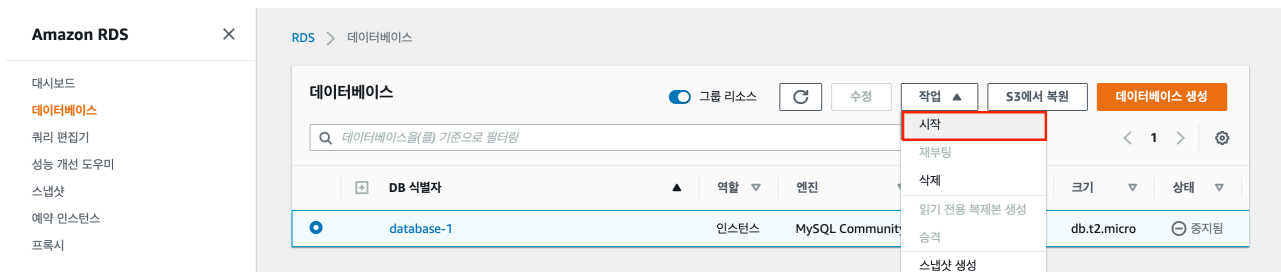 Amazon RDS
대시보드
데이터베이스
쿼리 편집기
성능 개선 도우미
스냅샷
예약 인스턴스
프록시
RDS 데이터베이스
데이터베이스
그룹 리소스
수정
작업
S3에서 복원
데이터베이스 생성
데이터베이스을(를) 기준으로 필터링
1
시작
재부팅
삭제
읽기 전용 복제본 생성
승격
스냅샷 생성
DB 식별자 역할 엔진 크기 상태
database-1 인스턴스 MySQL Community db.t2.micro 중지됨